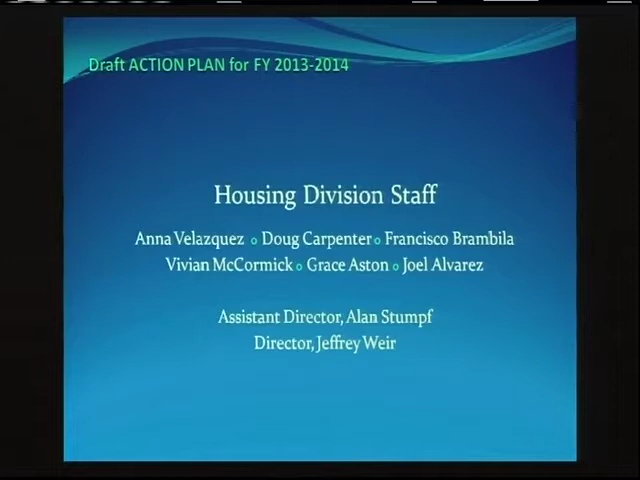 Draft ACTION PLAN for FY 2013-2014
Housing Division Staff
Anna Velazquez o Doug Carpenter o Francisco Brambila
Vivian McCormick o Grace Aston o Joel Alvarez
Assistant Director, Alan Stumpf
Director, Jeffrey Weir